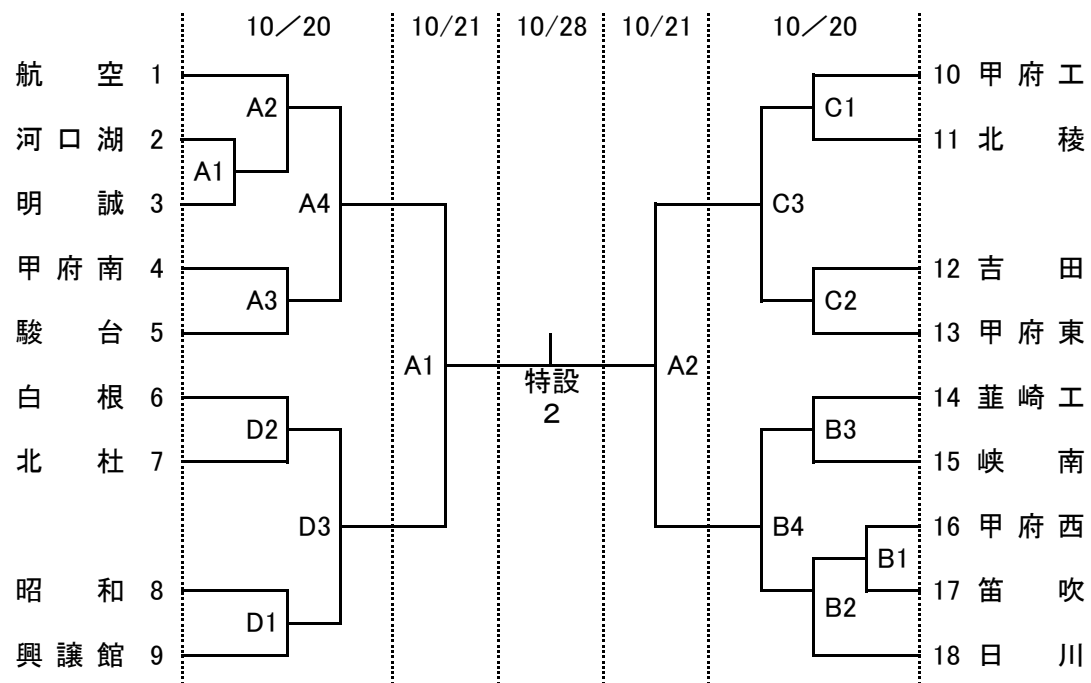 10／20 10/21 10/28 10/21 10／20
航空 1
A2
河口湖 2
A1
明誠 3
A4
甲府南 4
A3
駿台 5
A1
白根 6
D2
北杜 7
D3
昭和 8
D1
興譲館 9
特設
2
10 甲府工
C1
11 北稜
C3
12 吉田
C2
13 甲府東
A2
14 韮崎工
B3
15 峡南
B4
16 甲府西
B1
17 笛吹
B2
18 日川